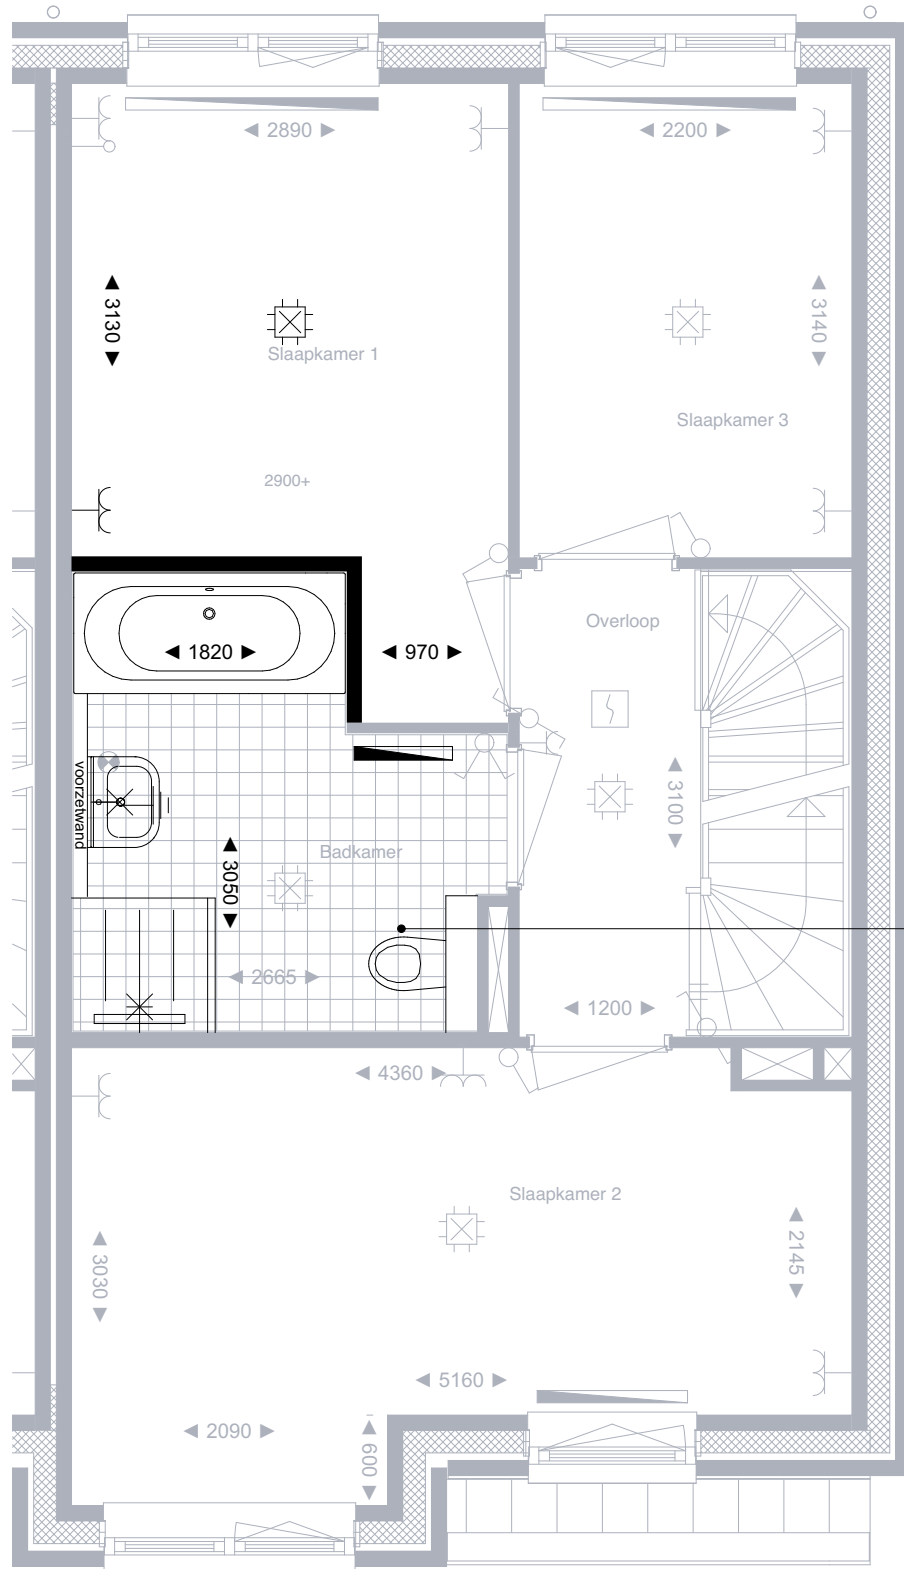 2890
2200
3130
3140
Slaapkamer 1
Slaapkamer 3
2900+
Overloop
1820
970
voorzetwand
3100
Badkamer
3050
2665
1200
4360
Slaapkamer 2
3030
2145
5160
2090
600